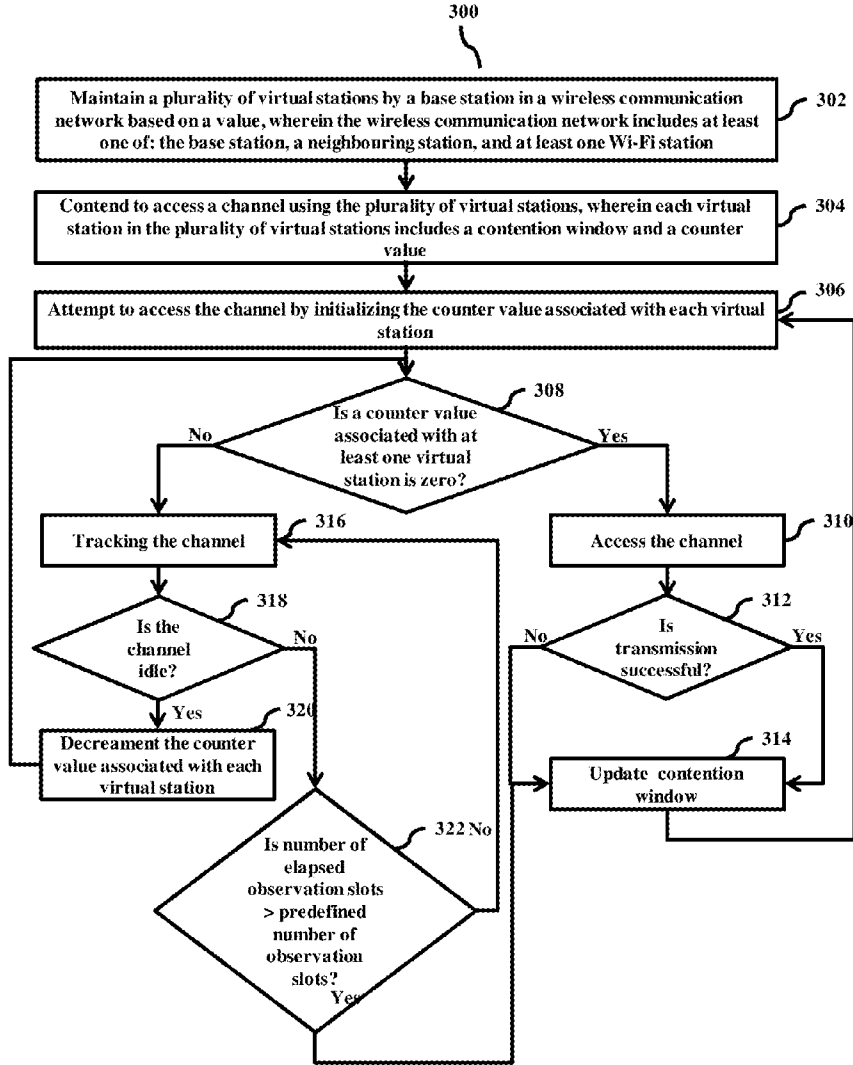 300
Maintain a plurality of virtual stations by a base station in a wireless communication
network based on a value, wherein the wireless communication network includes at least
one of: the base station, a neighbouring station, and at least one Wi-Fi station
302
Contend to access a channel using the plurality of virtual stations, wherein each virtual
station in the plurality of virtual stations includes a contention window and a counter
value
304
Attempt to access the channel by initializing the counter value associated with each virtual
station
306
308
Is a counter value
associated with at
least one virtual
station is zero?
No
Yes
Tracking the channel
316
Access the channel
310
318
Is the
channel
idle?
No
Yes
312
Is
transmission
successful?
No
Yes
320
Decreament the counter
value associated with each
virtual station
314
Update contention
window
322 No
Is number of
elapsed
observation slots
> predefined
number of
observation
slots?
Yes